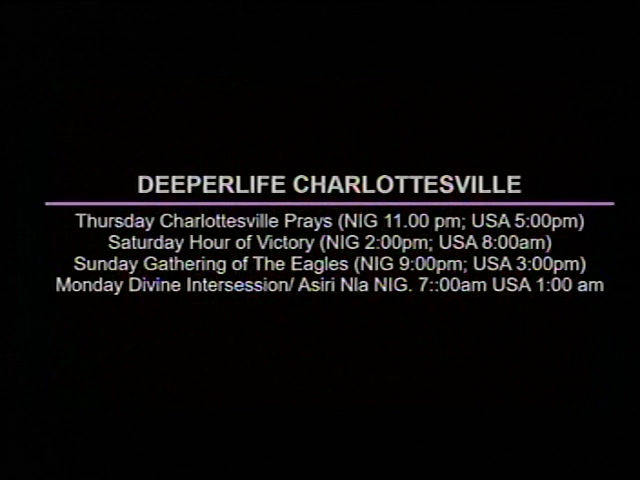 DEEPERLIFE CHARLOTTESVILLE
Thursday Charlottesville Prays (NIG 11.00 pm; USA 5:00pm)
Saturday Hour of Victory (NIG 2:00pm; USA 8:00am)
Sunday Gathering of The Eagles (NIG 9:00pm; USA 3:00pm)
Monday Divine Intersession/ Asiri Nla NIG. 7::00am USA 1:00 am